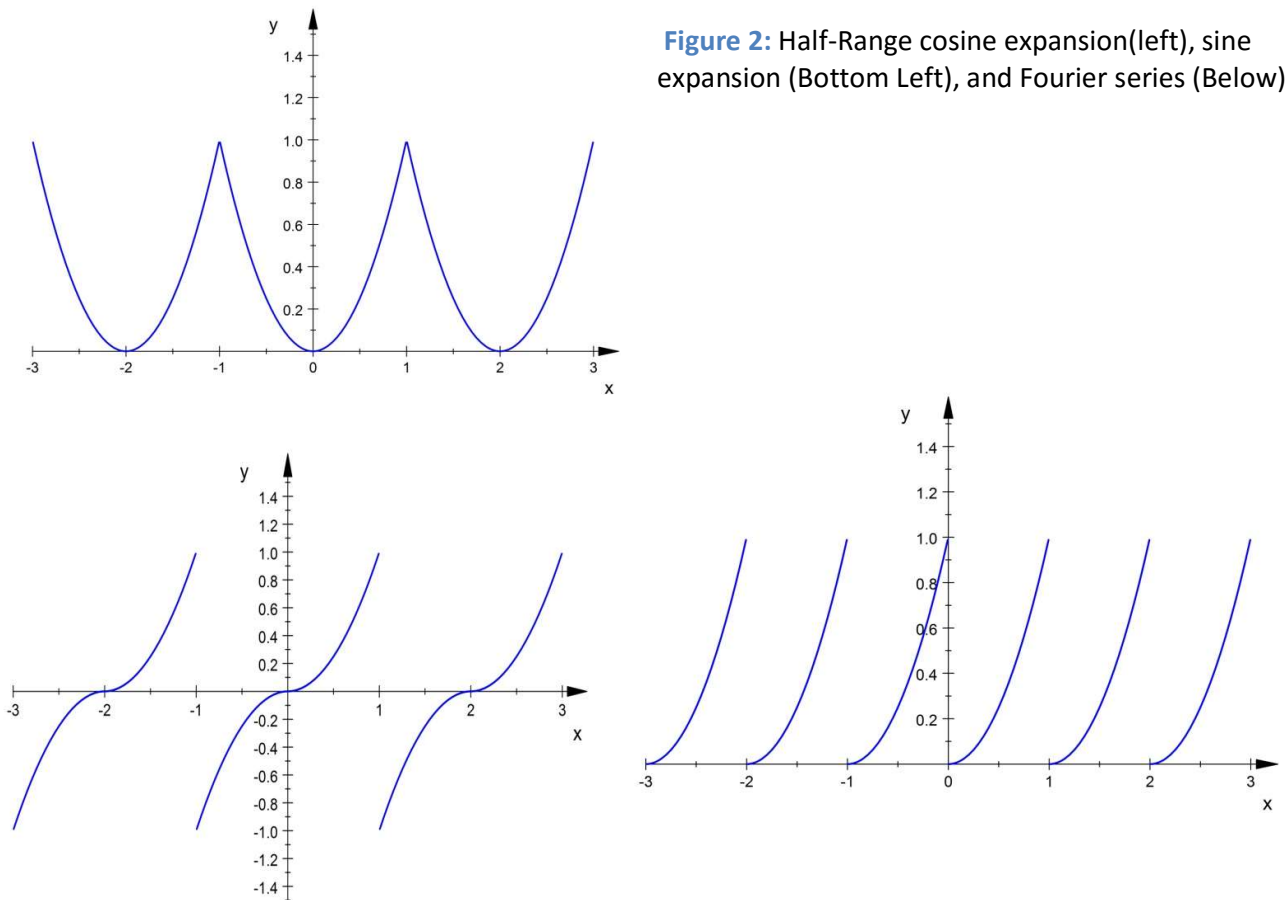 Figure 2: Half-Range cosine expansion(left), sine
expansion (Bottom Left), and Fourier series (Below)
y
1.4
1.2
1.0
0.8
0.6
0.4
0.2
-3 -2 -1 0 1 2 3
x
y
1.4
1.2
1.0
0.8
0.6
0.4
0.2
-3 -2 -1 1 2 3
x
-0.2
-0.4
-0.6
-0.8
-1.0
-1.2
-1.4
y
1.4
1.2
1.0
0.8
0.6
0.4
0.2
-3 -2 -1 0 1 2 3
x